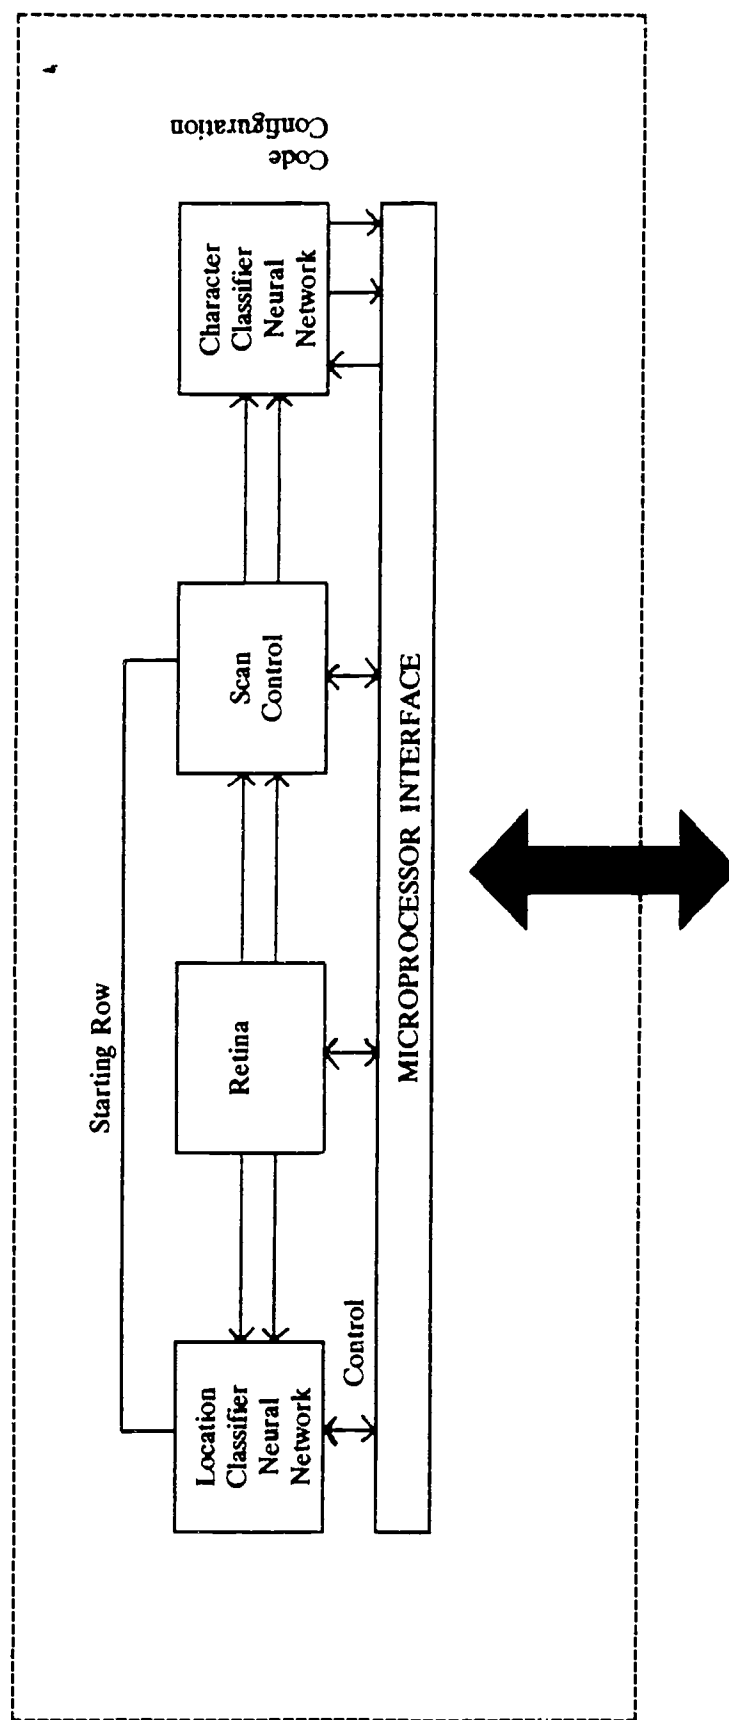 Starting Row
Location
Classifier
Neural
Network
Retina
Scan
Control
Character
Classifier
Neural
Network
Control
Code
Configuration
MICROPROCESSOR INTERFACE